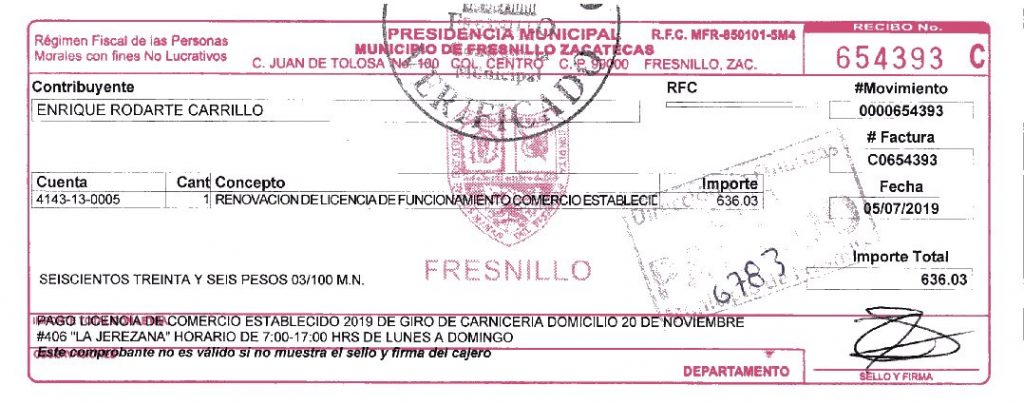 Régimen Fiscal de las Personas
Morales con fines No Lucrativos
PRESIDENCIA MUNICIPAL
R.F.C. MFR-850101-5M4
MUNICIPIO DE FRESNILLO ZACATECAS
C. JUAN DE TOLOSA No. 100 COL. CENTRO C. P. 99000 FRESNILLO, ZAC.
Municipal
VERIFICADO
RECIBO No.
654393 C
Contribuyente
ENRIQUE RODARTE CARRILLO
RFC
#Movimiento
0000654393
# Factura
C0654393
Fecha
05/07/2019
Cuenta Cant Concepto Importe
4143-13-0005 1 RENOVACION DE LICENCIA DE FUNCIONAMIENTO COMERCIO ESTABLECID 636.03
6783
FRESNILLO
Importe Total
636.03
SEISCIENTOS TREINTA Y SEIS PESOS 03/100 M.N.
PAGO LICENCIA DE COMERCIO ESTABLECIDO 2019 DE GIRO DE CARNICERIA DOMICILIO 20 DE NOVIEMBRE
#406 "LA JEREZANA" HORARIO DE 7:00-17:00 HRS DE LUNES A DOMINGO
Este comprobante no es válido si no muestra el sello y firma del cajero
DEPARTAMENTO
SELLO Y FIRMA